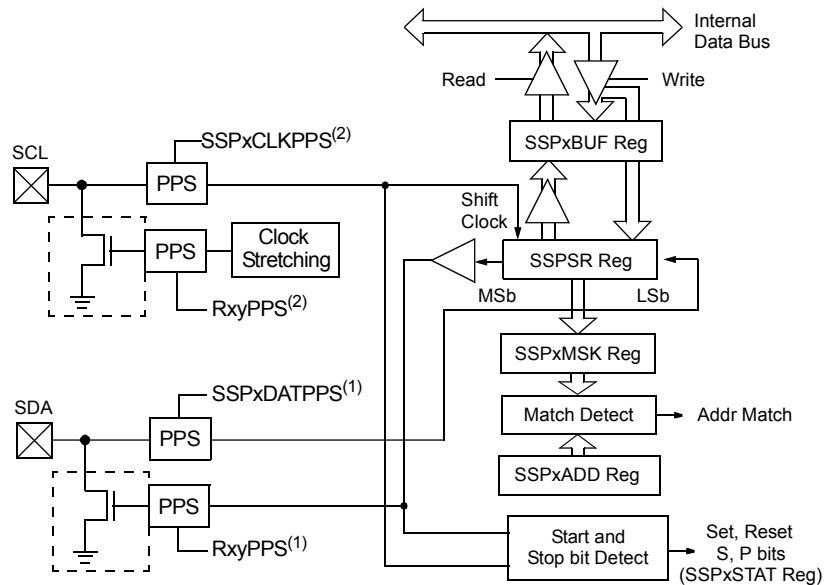 Internal
Data Bus
Read
Write
SSPxCLKPPS(2)
SSPxBUF Reg
SCL
PPS
Shift
Clock
PPS
Clock
Stretching
SSPSR Reg
MSb
LSb
RxyPPS(2)
SSPxMSK Reg
SSPxDATPPS(1)
SDA
PPS
Match Detect
Addr Match
SSPxADD Reg
PPS
Start and
Stop bit Detect
Set, Reset
S, P bits
(SSPxSTAT Reg)
RxyPPS(1)